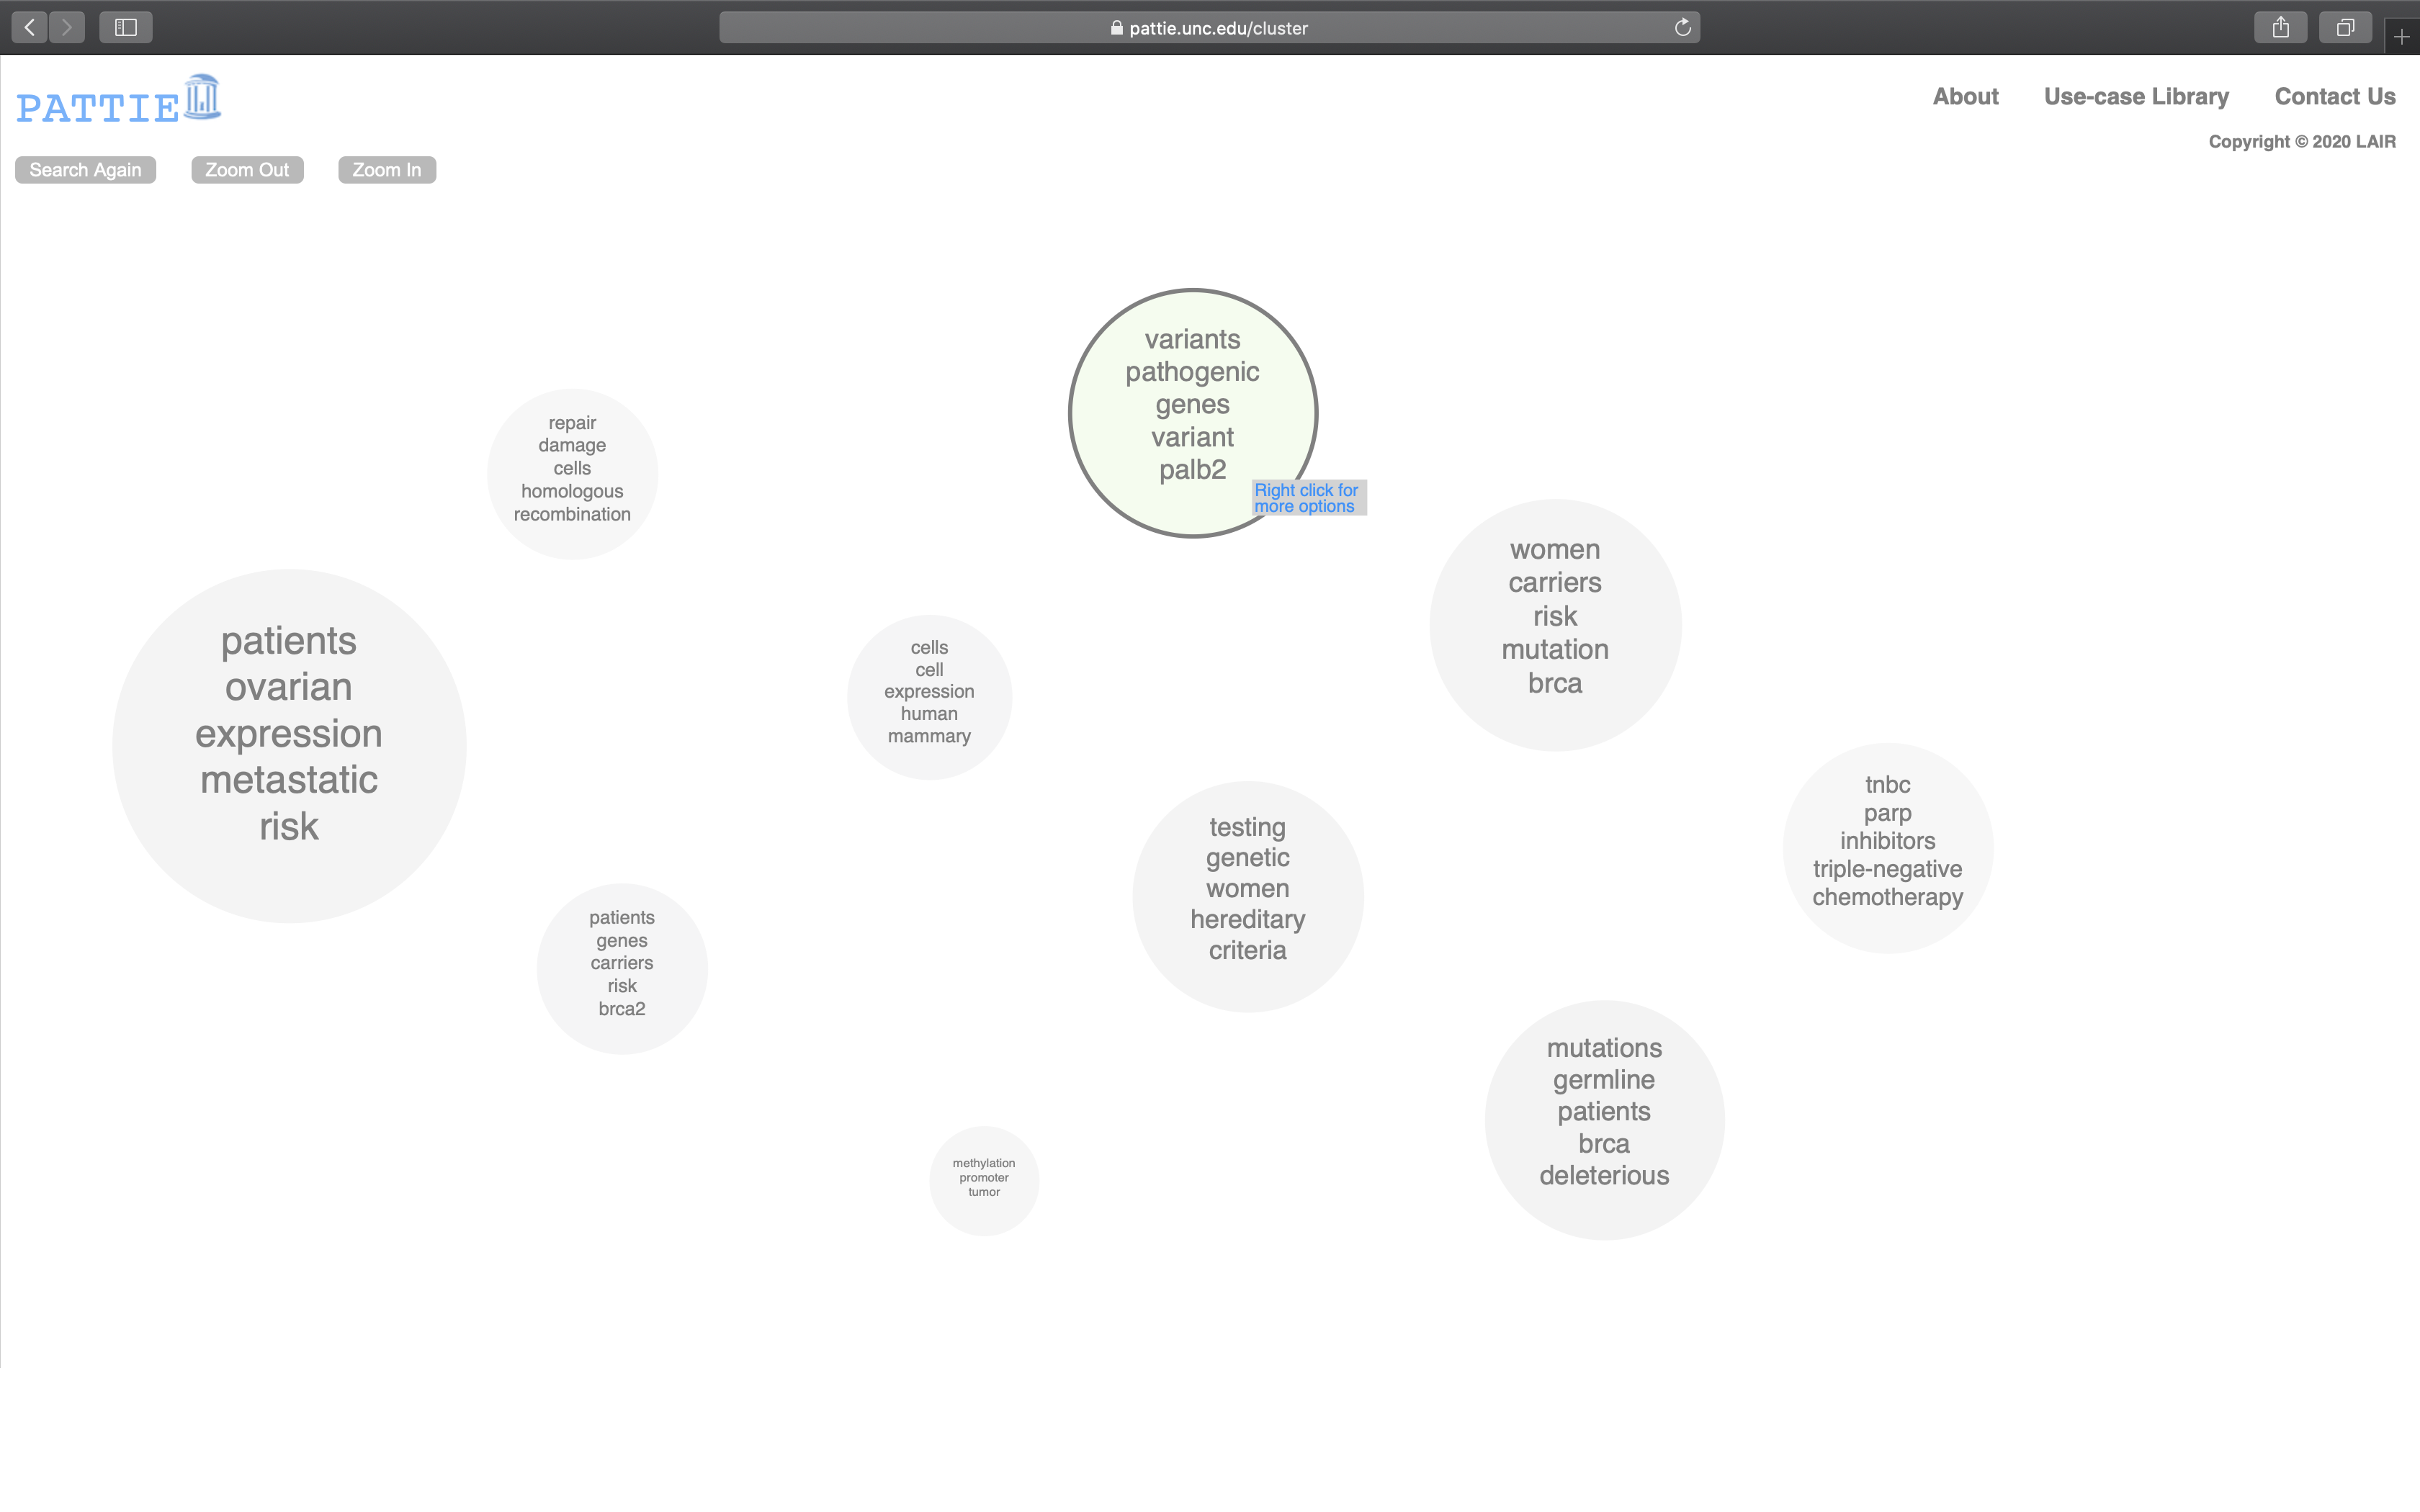 pattie.unc.edu/cluster
PATTIE
About Use-case Library Contact Us
Copyright © 2020 LAIR
Search Again Zoom Out Zoom In
variants
pathogenic
genes
variant
palb2
Right click for
more options
repair
damage
cells
homologous
recombination
women
carriers
risk
mutation
brca
patients
ovarian
expression
metastatic
risk
cells
cell
expression
human
mammary
tnbc
parp
inhibitors
triple-negative
chemotherapy
testing
genetic
women
hereditary
criteria
patients
genes
carriers
risk
brca2
mutations
germline
patients
brca
deleterious
methylation
promoter
tumor